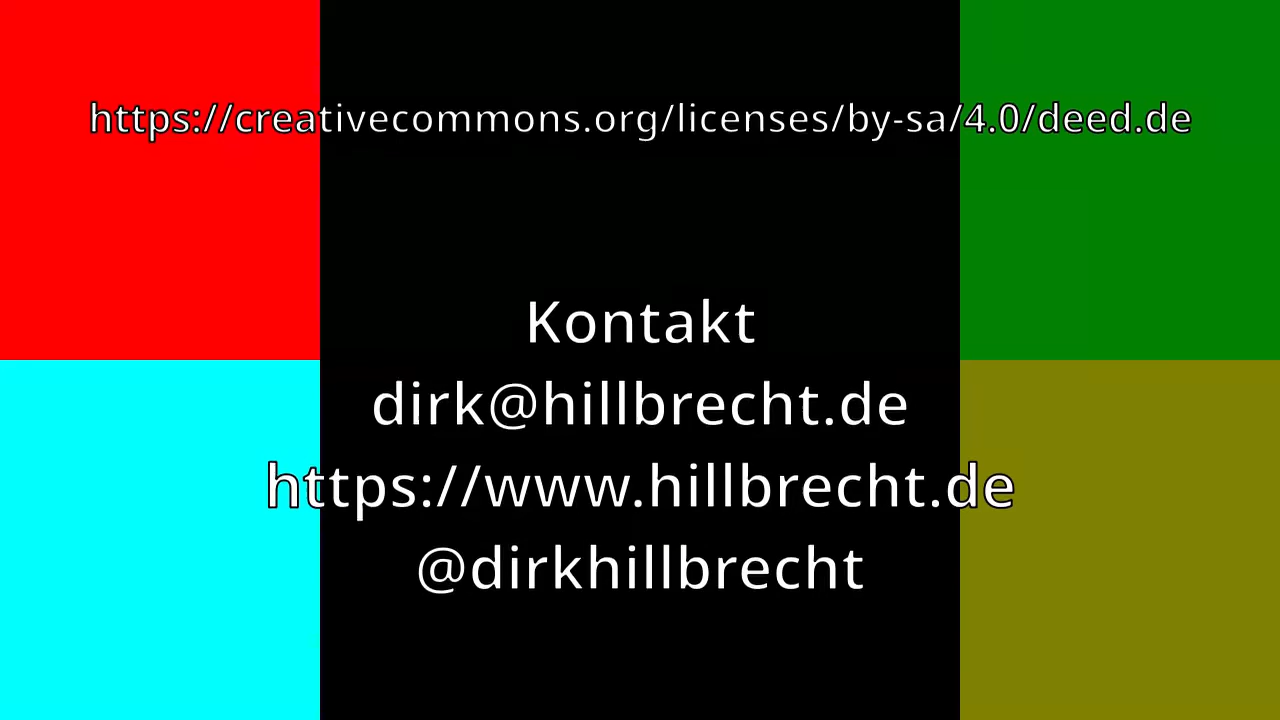 https://creativecommons.org/licenses/by-sa/4.0/deed.de
Kontakt
dirk@hillbrecht.de
https://www.hillbrecht.de
@dirkhillbrecht